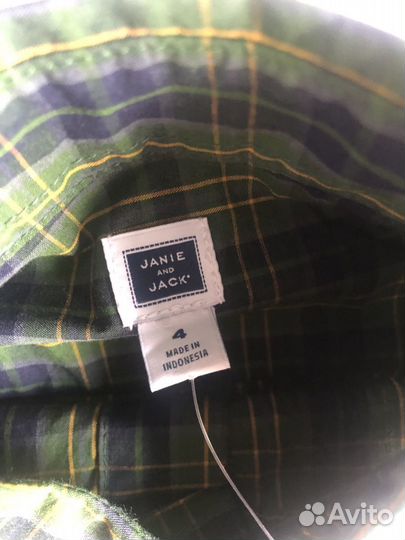 JANIE
AND
JACK®
4
MADE IN
INDONESIA
Avito